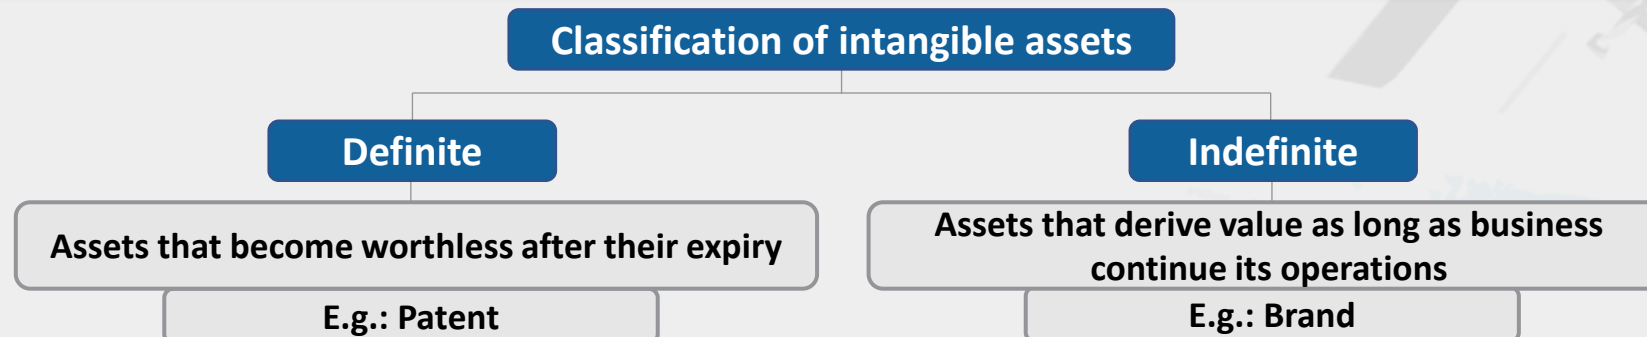 Classification of intangible assets
Definite
Indefinite
Assets that become worthless after their expiry
Assets that derive value as long as business
continue its operations
E.g.: Patent
E.g.: Brand